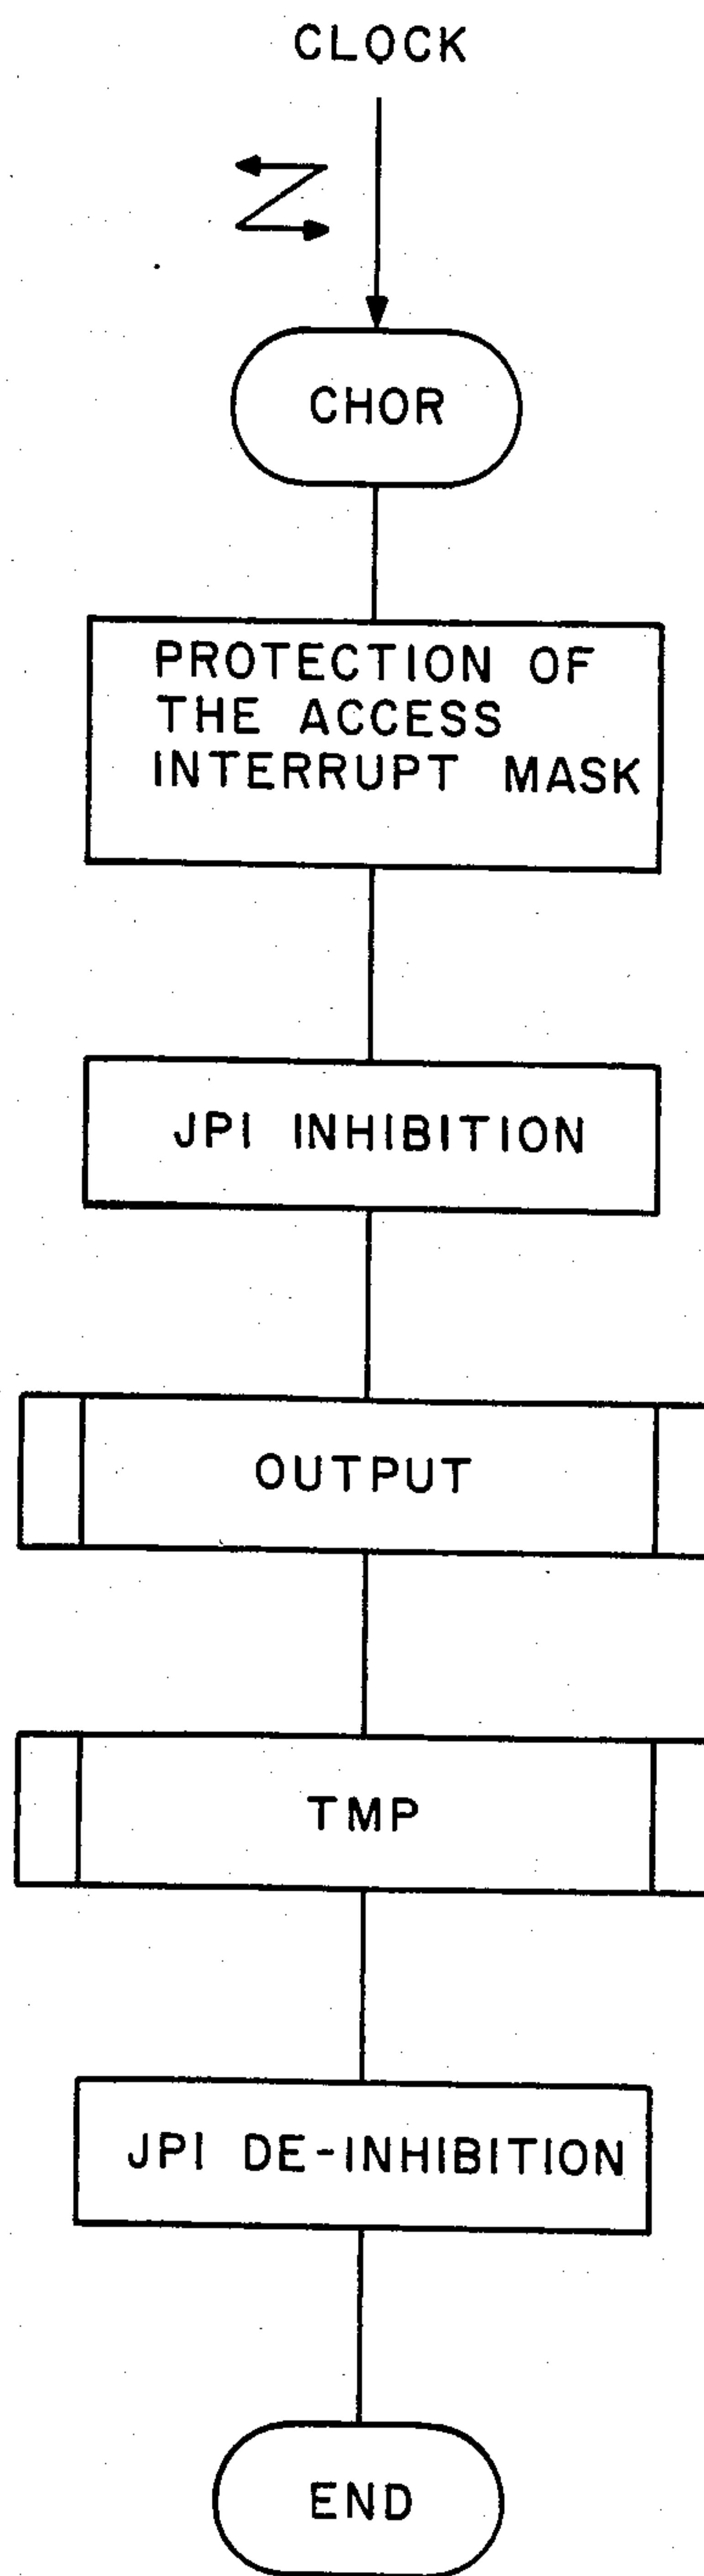 CLOCK
CHOR
PROTECTION OF
THE ACCESS
INTERRUPT MASK
JPI INHIBITION
OUTPUT
TMP
JPI DE-INHIBITION
END